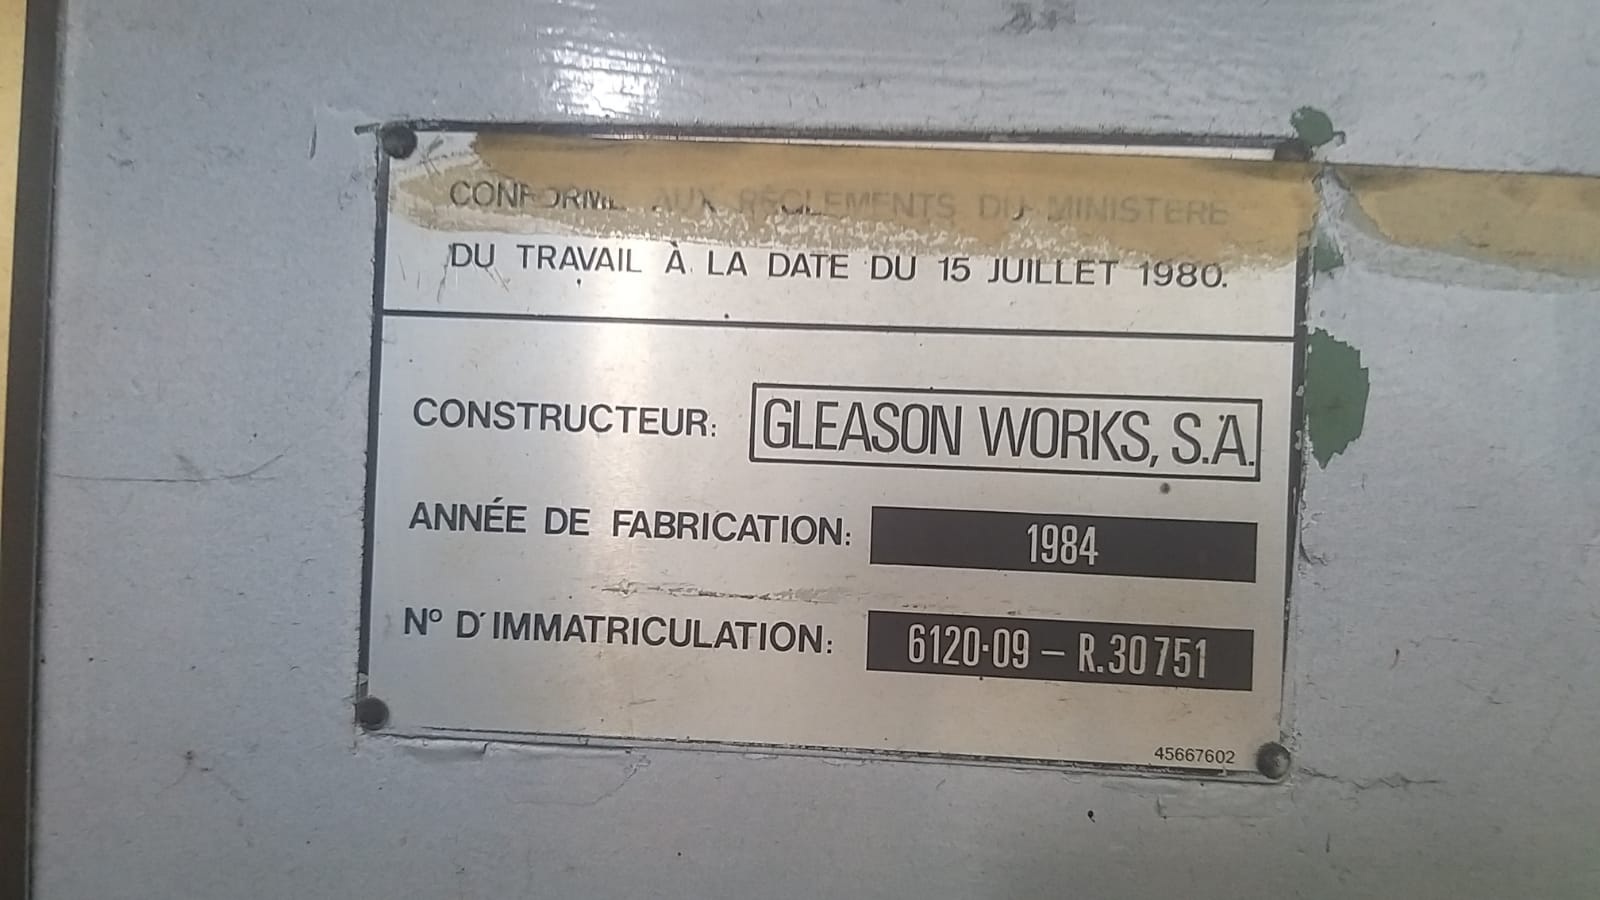 CONFORME AUX RÈGLEMENTS DU MINISTERE
DU TRAVAIL À LA DATE DU 15 JUILLET 1980.
CONSTRUCTEUR: GLEASON WORKS, S.A.
ANNÉE DE FABRICATION: 1984
Nº D'IMMATRICULATION: 6120·09 – R.30751
45667602